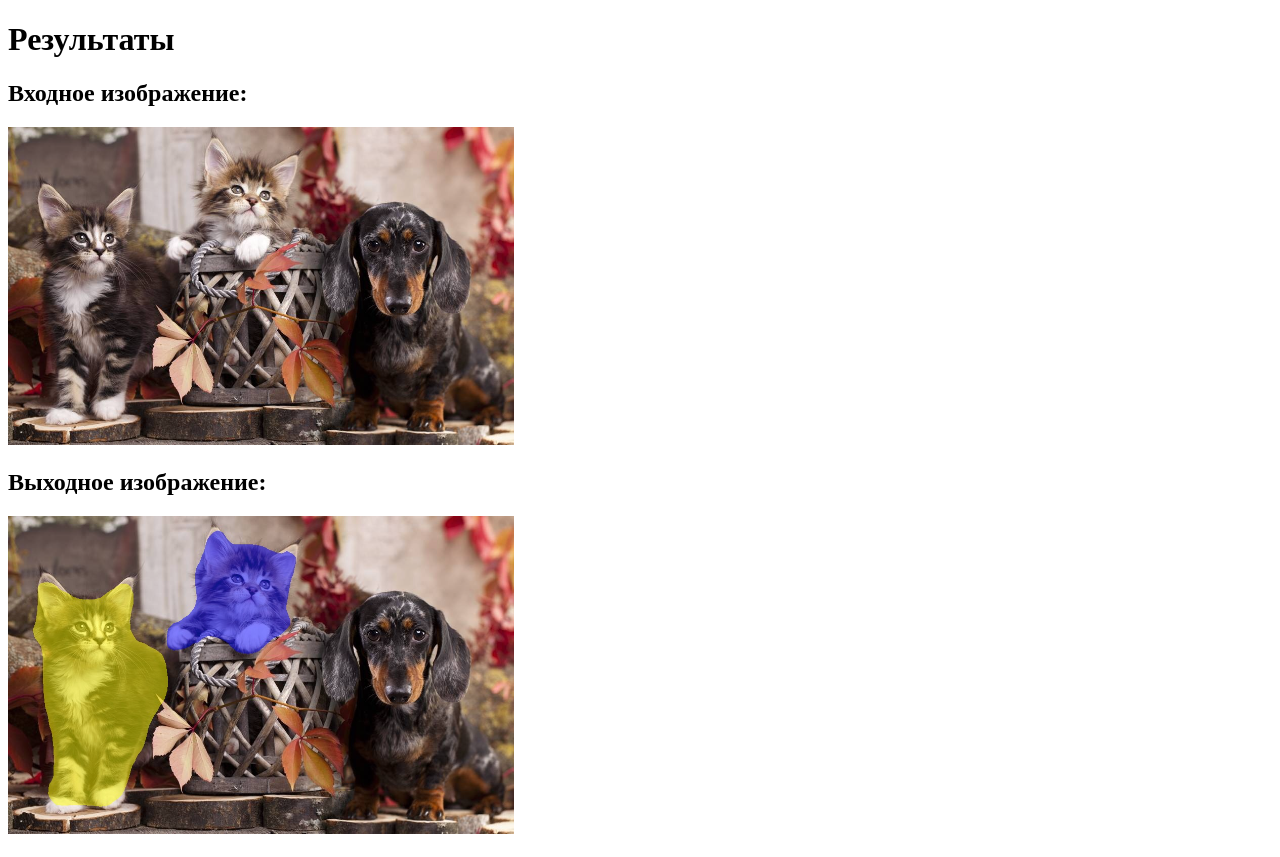 Результаты
Входное изображение:
Выходное изображение: